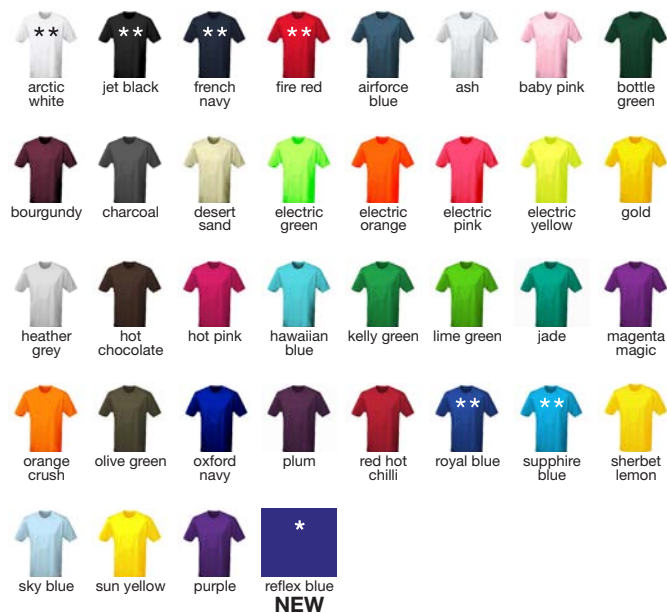 ** ** ** **
arctic white
jet black
french navy
fire red
airforce blue
ash
baby pink
bottle green
bourgundy
charcoal
desert sand
electric green
electric orange
electric pink
electric yellow
gold
heather grey
hot chocolate
hot pink
hawaiian blue
kelly green
lime green
jade
magenta magic
** **
orange crush
olive green
oxford navy
plum
red hot chilli
royal blue
supphire blue
sherbet lemon
*
sky blue
sun yellow
purple
reflex blue
NEW